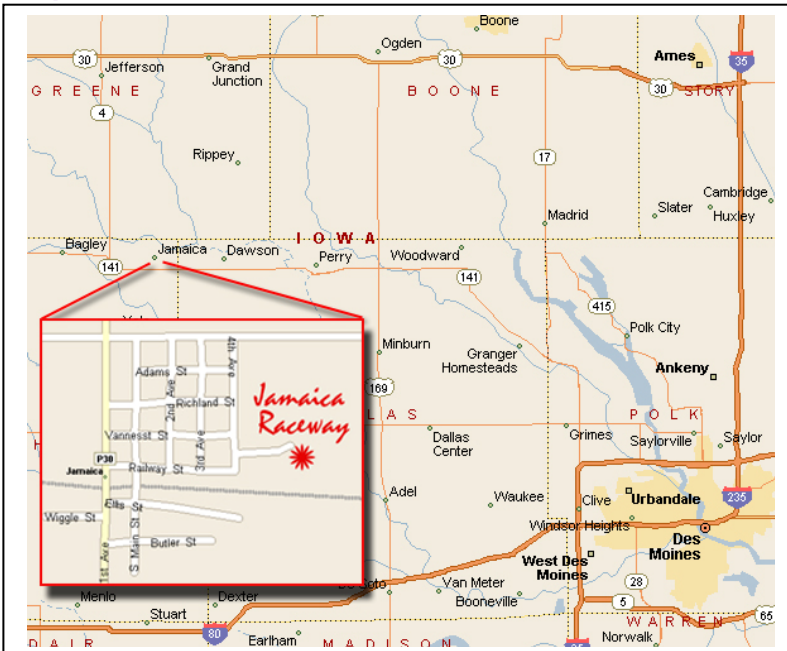 Boone
Ogden
Ames
30
Jefferson
Grand
Junction
30
35
GREENE
BOONE
30
STORY
4
Rippey
17
Cambridge
Slater
Huxley
Madrid
IOWA
Bagley
Jamaica
Dawson
Perry
Woodward
141
141
415
Polk City
Minburn
Granger
Homesteads
Ankeny
169
POLK
Dallas
Center
Grimes
Saylorville
Saylor
Adel
Waukee
Clive
Urbandale
235
Windsor Heights
Des
Moines
West Des
Moines
28
Van Meter
Booneville
5
Menlo
Dexter
Stuart
WARREN
65
80
Earlham
MADISON
Norwalk
4th Ave
Adams St
2nd Ave
Richland St
Jamaica
Raceway
Vannesst St
3rd Ave
P30
Railway St
Jamaica
Ellis St
Wiggle St
S Main St
Butler St
1st Ave